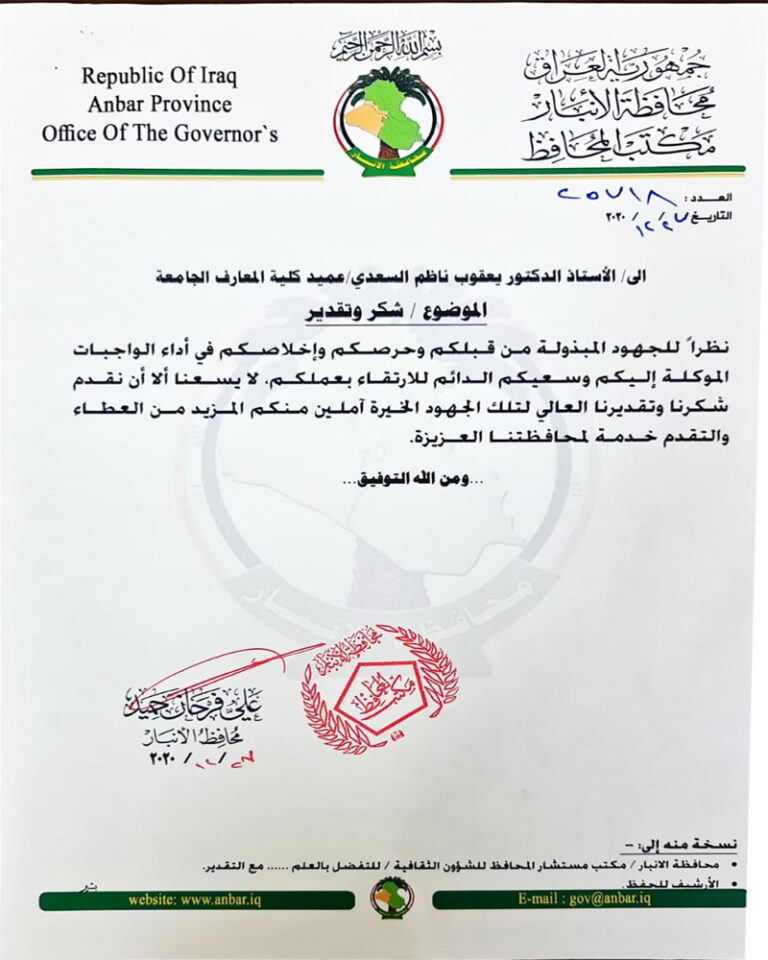 بسم الله الرحمن الرحيم
Republic Of Iraq
Anbar Province
Office Of The Governor`s
جمهورية العراق
محافظة الانبار
مكتب المحافظ
محافظة الانبار
العدد: ٢٥٧١٨
التاريخ ٢٧/ ١٢/ ٢٠٢٠
الى/ الأستاذ الدكتور يعقوب ناظم السعدي/عميد كلية المعارف الجامعة
الموضوع / شكر وتقدير
نظراً للجهود المبذولة من قبلكم وحرصكم وإخلاصكم في أداء الواجبات
الموكلة إليكم وسعيكم الدائم للارتقاء بعملكم، لا يسعنا ألا أن نقدم
شكرنا وتقديرنا العالي لتلك الجهود الخيرة آملين منكم المزيد من العطاء
والتقدم خدمة لمحافظتنا العزيزة.
...ومن الله التوفيق...
محافظة الانبار
محافظة الانبار
مكتب المحافظ
علي فرحان حميد
محافظ الانبار
٢٧/ ١٢/ ٢٠٢٠
نسخة منه إلى: –
• محافظة الانبار / مكتب مستشار المحافظ للشؤون الثقافية / للتفضل بالعلم ...... مع التقدير.
• الأرشيف للحفظ.
website: www.anbar.iq
E-mail : gov@anbar.iq